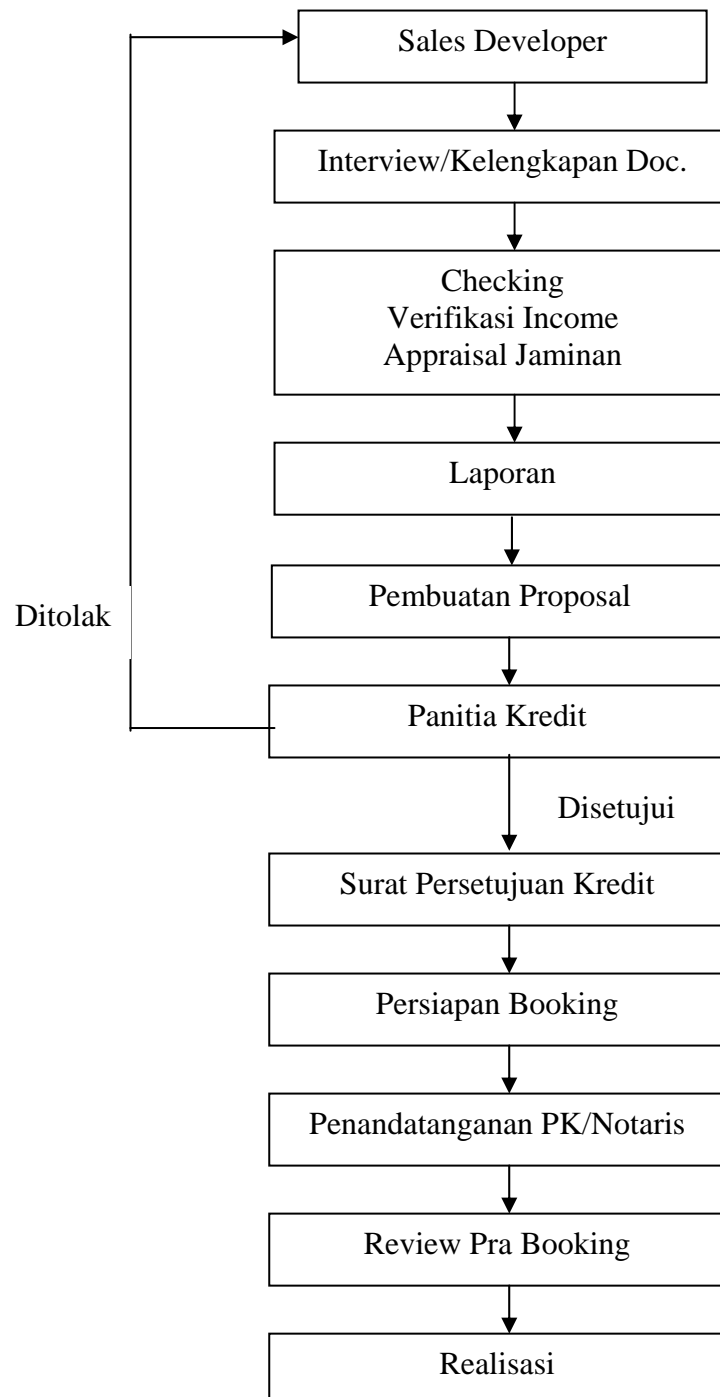 Sales Developer
Interview/Kelengkapan Doc.
Checking
Verifikasi Income
Appraisal Jaminan
Laporan
Pembuatan Proposal
Ditolak
Panitia Kredit
Disetujui
Surat Persetujuan Kredit
Persiapan Booking
Penandatanganan PK/Notaris
Review Pra Booking
Realisasi